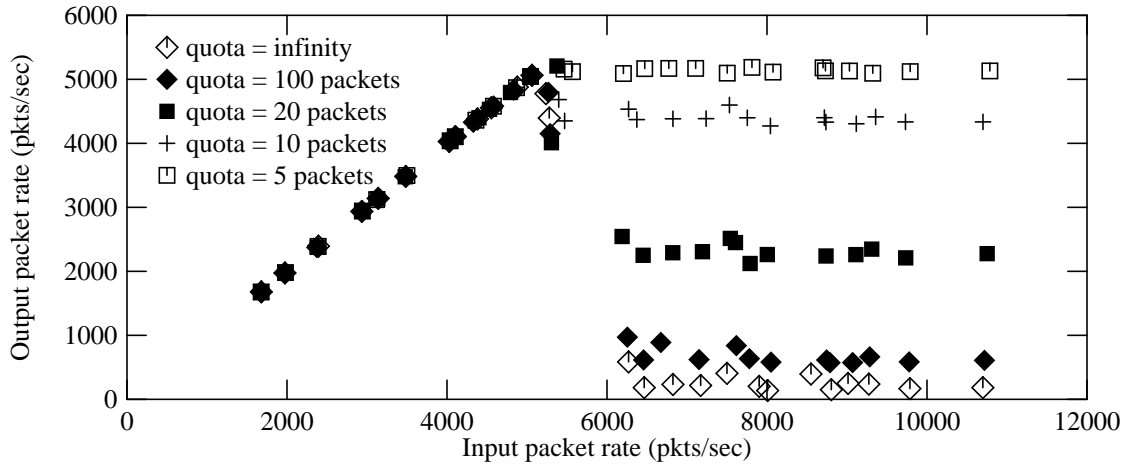 6000
5000
4000
3000
2000
1000
0
Output packet rate (pkts/sec)
quota = infinity
quota = 100 packets
quota = 20 packets
quota = 10 packets
quota = 5 packets
0 2000 4000 6000 8000 10000 12000
Input packet rate (pkts/sec)